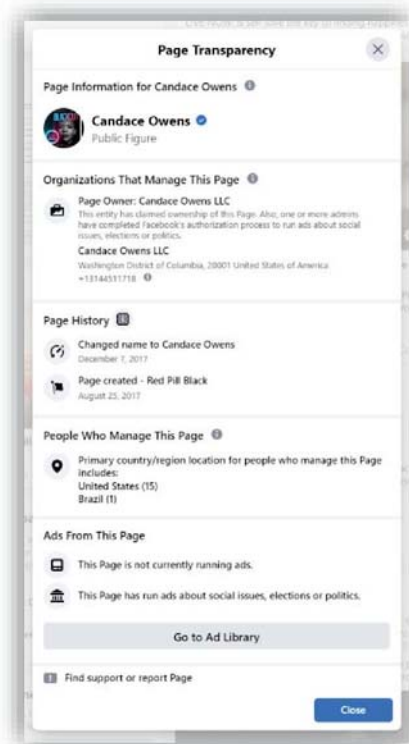 Page Transparency
Page Information for Candace Owens
Candace Owens
Public Figure
Organizations That Manage This Page
Page Owner: Candace Owens LLC
This entity has claimed ownership of this Page. Also, one or more admins
have completed Facebook's authorization process to run ads about social
issues, elections or politics.
Candace Owens LLC
Washington District of Columbia, 20001 United States of America
+13144531718
Page History
Changed name to Candace Owens
December 7, 2017
Page created - Red Pill Black
August 25, 2017
People Who Manage This Page
Primary country/region location for people who manage this Page
includes:
United States (15)
Brazil (1)
Ads From This Page
This Page is not currently running ads.
This Page has run ads about social issues, elections or politics.
Go to Ad Library
Find support or report Page
Close